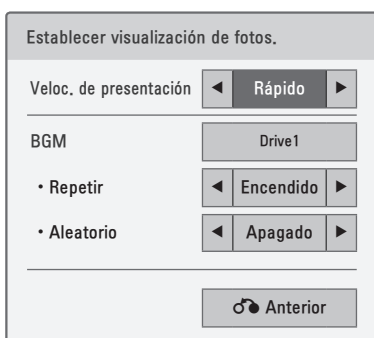 Establecer visualización de fotos.
Veloc. de presentación ◄ Rápido ►
BGM Drive1
• Repetir ◄ Encendido ►
• Aleatorio ◄ Apagado ►
Anterior